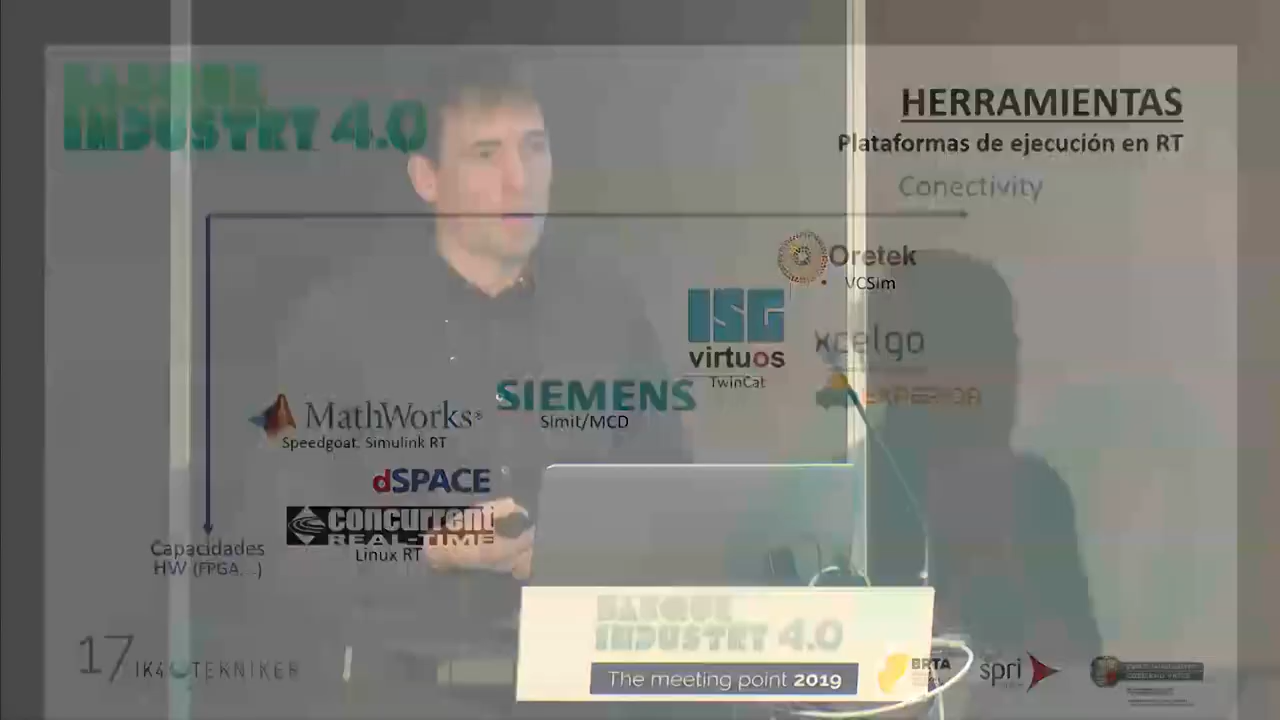 BASQUE
INDUSTRY 4.0
HERRAMIENTAS
Plataformas de ejecución en RT
Conectivity
Oretek
VCSim
ISG
virtuos
TwinCat
xcelgo
EXPERIOR
SIEMENS
Simit/MCD
MathWorks®
Speedgoat. Simulink RT
dSPACE
concurrent
REAL-TIME
Linux RT
Capacidades
HW (FPGA,...)
BASQUE
INDUSTRY 4.0
The meeting point 2019
17
IK4 TEKNIKER
BRTA
spri